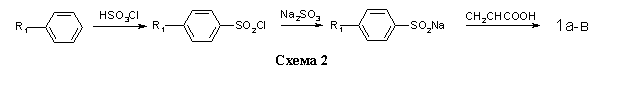 R1 HSO3Cl R1 SO2Cl Na2SO3 R1 SO2Na CH2CHCOOH 1а-в
Схема 2